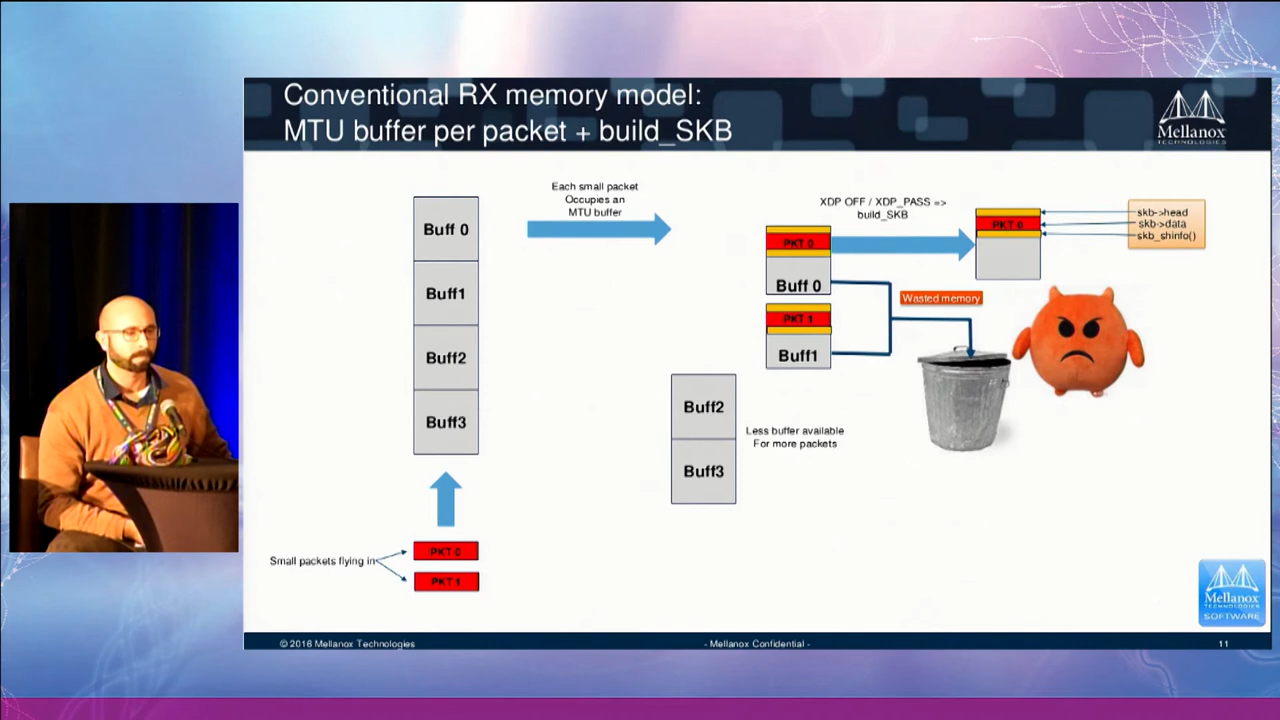 Conventional RX memory model:
MTU buffer per packet + build_SKB
Mellanox
TECHNOLOGIES
Each small packet
Occupies an
MTU buffer
XDP OFF / XDP_PASS =>
build_SKB
Buff 0
Buff1
Buff2
Buff3
PKT 0
Buff 0
PKT 1
Buff1
PKT 0
skb->head
skb->data
skb_shinfo()
Wasted memory
Buff2
Buff3
Less buffer available
For more packets
Small packets flying in
PKT 0
PKT 1
Mellanox
TECHNOLOGIES
SOFTWARE
© 2016 Mellanox Technologies
- Mellanox Confidential -
11